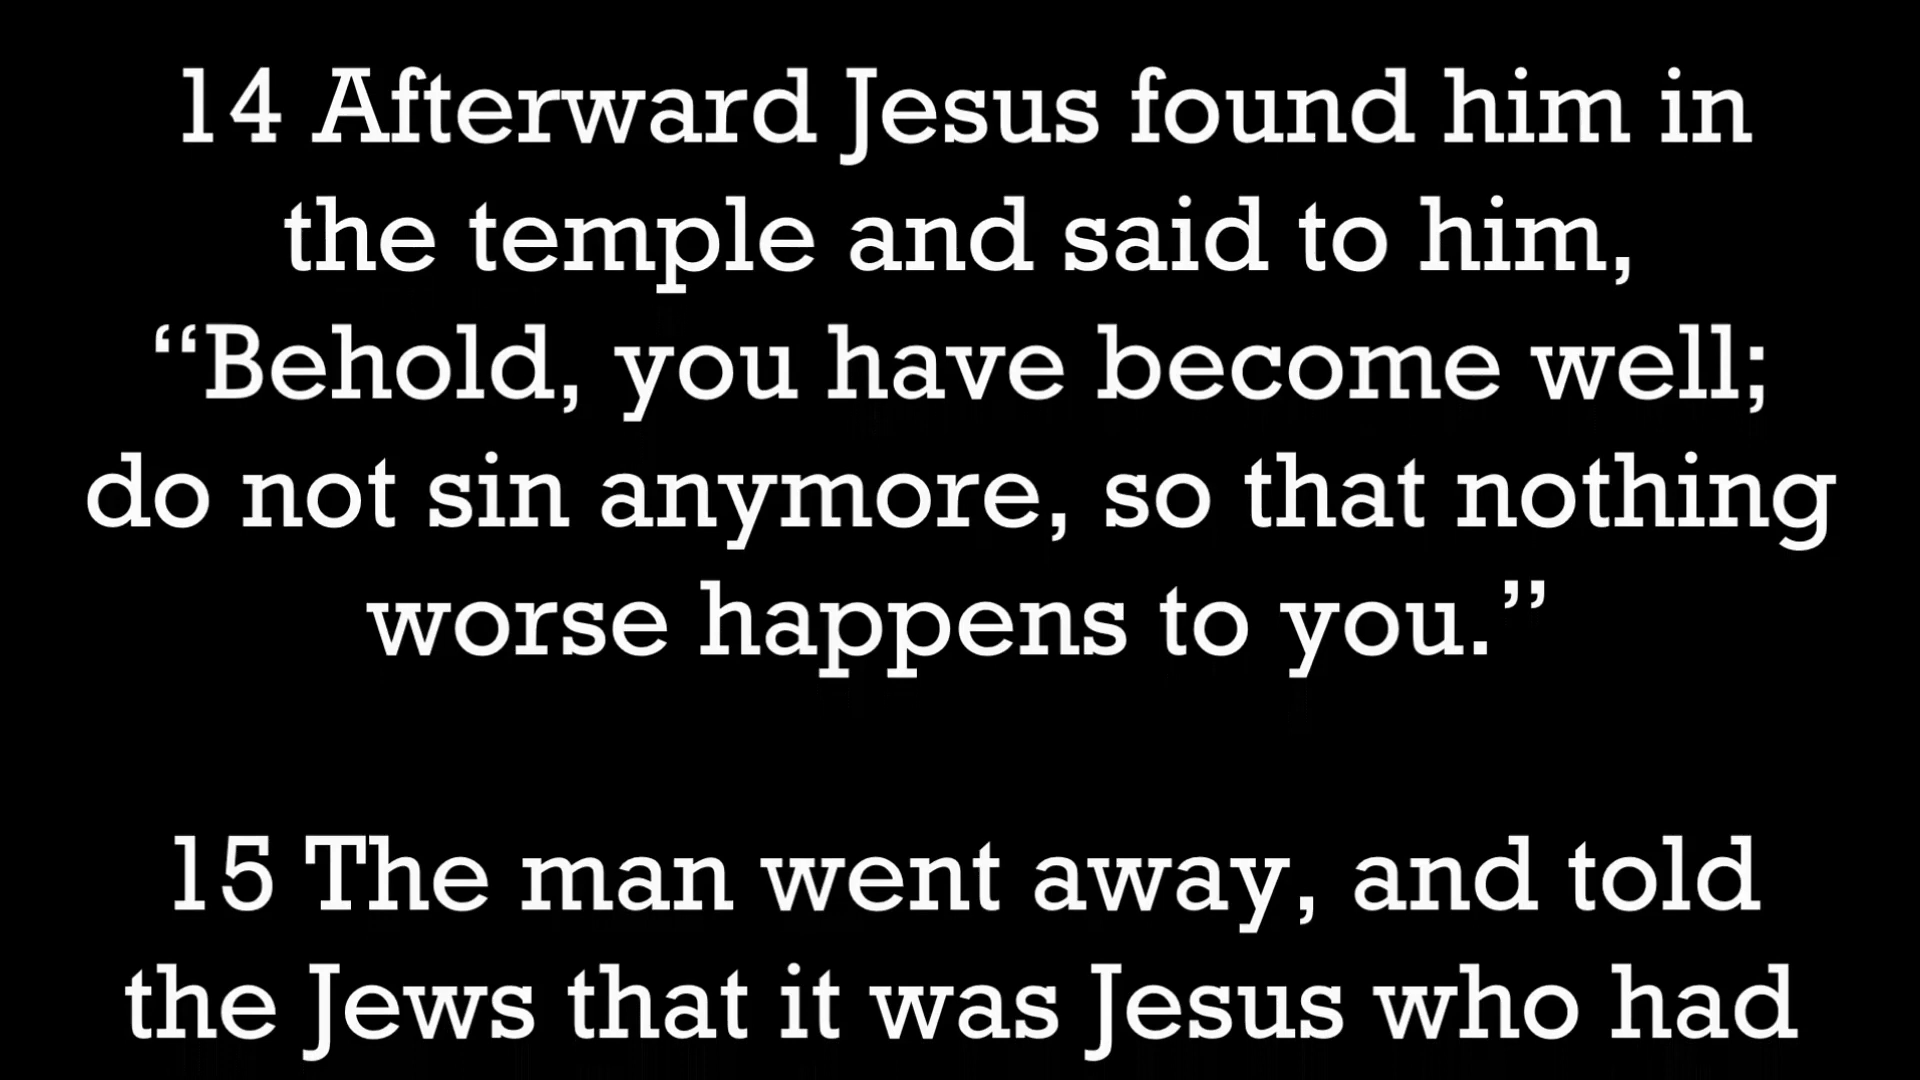 14 Afterward Jesus found him in
the temple and said to him,
“Behold, you have become well;
do not sin anymore, so that nothing
worse happens to you.”
15 The man went away, and told
the Jews that it was Jesus who had